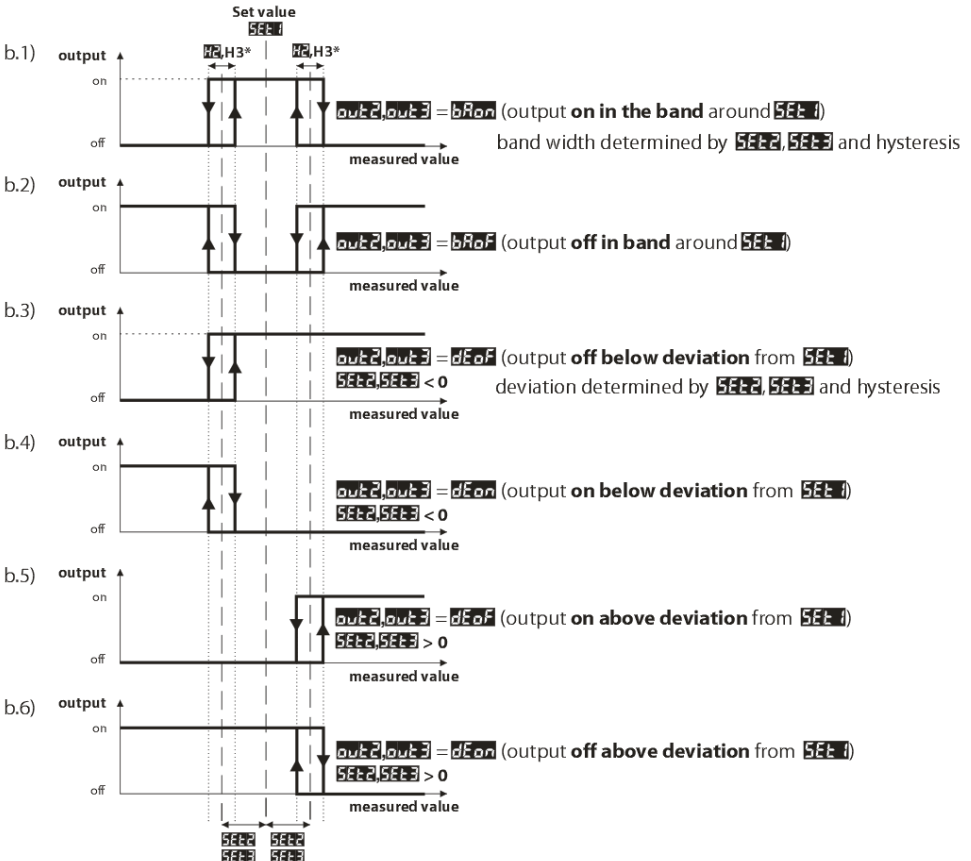 Set value
SEt1
b.1) output H2,H3* H2,H3*
on
out2,out3 = bAon (output on in the band around SEt1)
off band width determined by SEt2,SEt3 and hysteresis
measured value
b.2) output
on
out2,out3 = bAoF (output off in band around SEt1)
off
measured value
b.3) output
on
out2,out3 = dEoF (output off below deviation from SEt1)
SEt2,SEt3 < 0 deviation determined by SEt2,SEt3 and hysteresis
off
measured value
b.4) output
on
out2,out3 = dEon (output on below deviation from SEt1)
SEt2,SEt3 < 0
off
measured value
b.5) output
on
out2,out3 = dEoF (output on above deviation from SEt1)
SEt2,SEt3 > 0
off
measured value
b.6) output
on
out2,out3 = dEon (output off above deviation from SEt1)
SEt2,SEt3 > 0
off
measured value
SEt2 SEt2
SEt3 SEt3